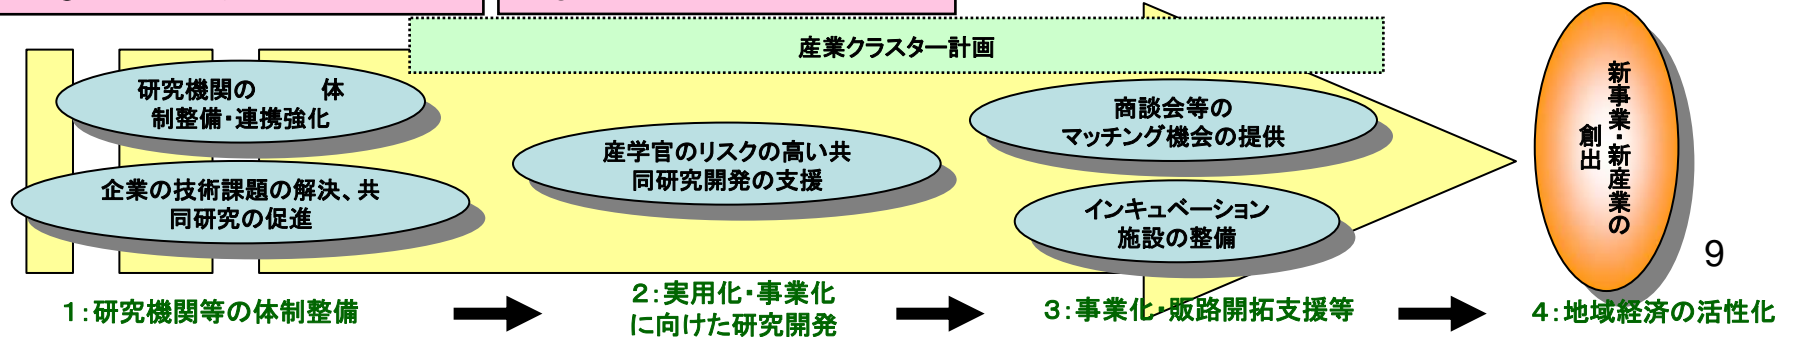 産業クラスター計画
研究機関の　　　体
制整備・連携強化
企業の技術課題の解決、共
同研究の促進
産学官のリスクの高い共
同研究開発の支援
商談会等の
マッチング機会の提供
インキュベーション
施設の整備
新事業・新産業の
創出
9
１：研究機関等の体制整備
２：実用化・事業化
に向けた研究開発
３：事業化・販路開拓支援等
４：地域経済の活性化